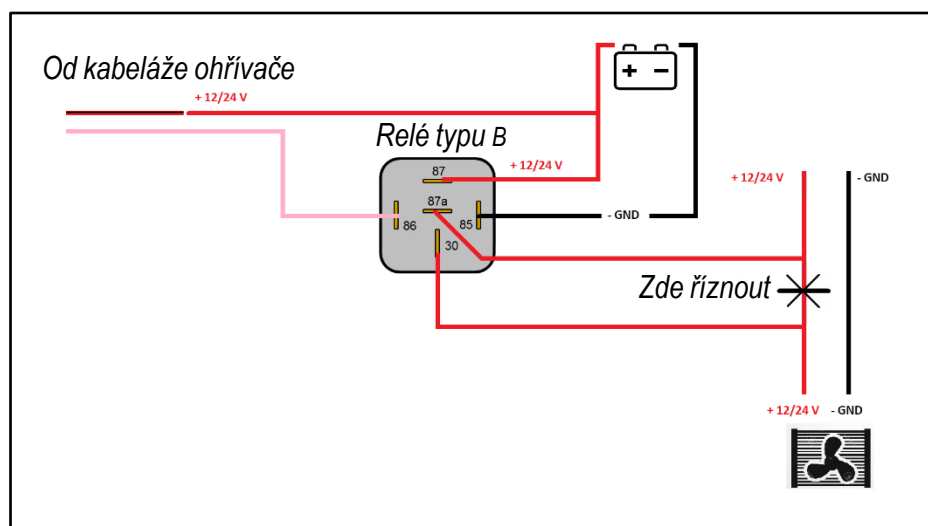 Od kabeláže ohřívače
+ 12/24 V
Relé typu B
+ 12/24 V
87
87a
86
85
30
- GND
+ 12/24 V
- GND
Zde říznout
+ 12/24 V
- GND
+ −